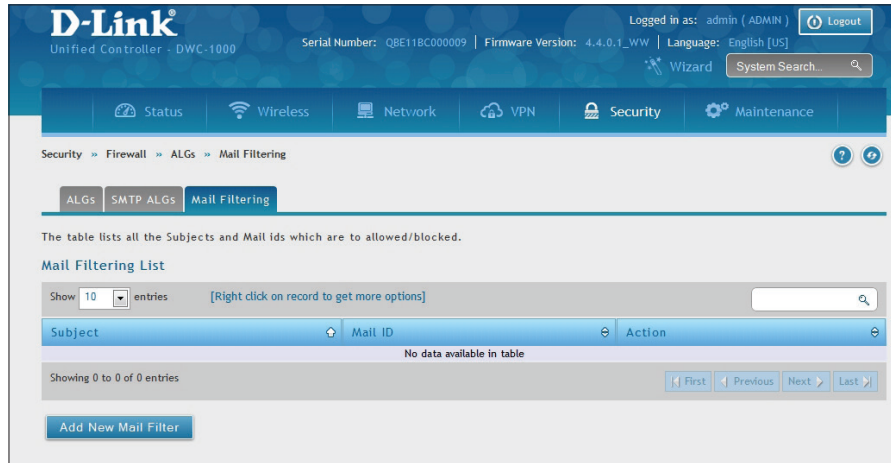 D-Link
Logged in as: admin ( ADMIN ) Logout
Unified Controller - DWC-1000
Serial Number: QBE11BC000009 | Firmware Version: 4.4.0.1_WW | Language: English [US]
Wizard System Search...
Status Wireless Network VPN Security Maintenance
Security » Firewall » ALGs » Mail Filtering
ALGs SMTP ALGs Mail Filtering
The table lists all the Subjects and Mail ids which are to allowed/blocked.
Mail Filtering List
Show 10 entries [Right click on record to get more options]
Subject Mail ID Action
No data available in table
Showing 0 to 0 of 0 entries First Previous Next Last
Add New Mail Filter